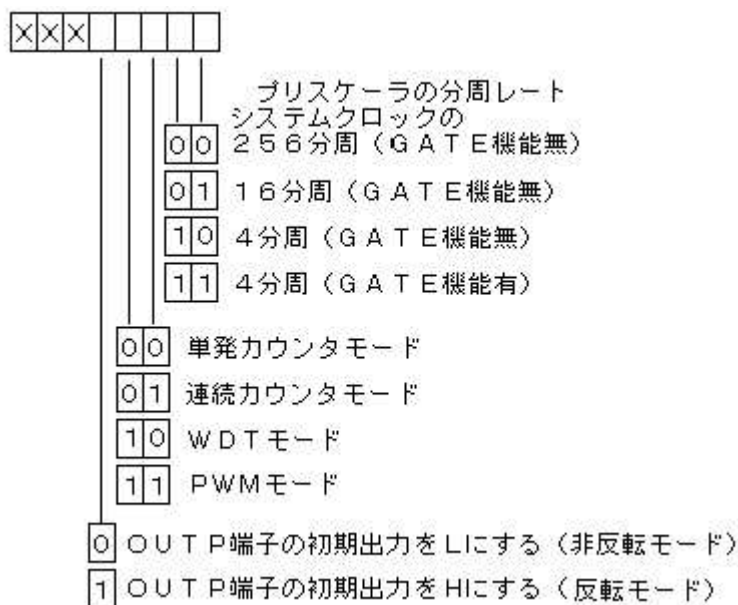 ×××
プリスケーラの分周レート
システムクロックの
００ ２５６分周（ＧＡＴＥ機能無）
０１ １６分周（ＧＡＴＥ機能無）
１０ ４分周（ＧＡＴＥ機能無）
１１ ４分周（ＧＡＴＥ機能有）
００ 単発カウンタモード
０１ 連続カウンタモード
１０ ＷＤＴモード
１１ ＰＷＭモード
０ ＯＵＴＰ端子の初期出力をＬにする（非反転モード）
１ ＯＵＴＰ端子の初期出力をＨにする（反転モード）